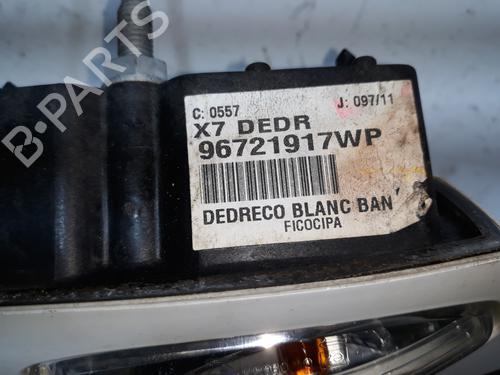 C: 0557 J: 097/11
X7 DEDR
96721917WP
DEDRECO BLANC BAN
FICOCIPA
B-PARTS